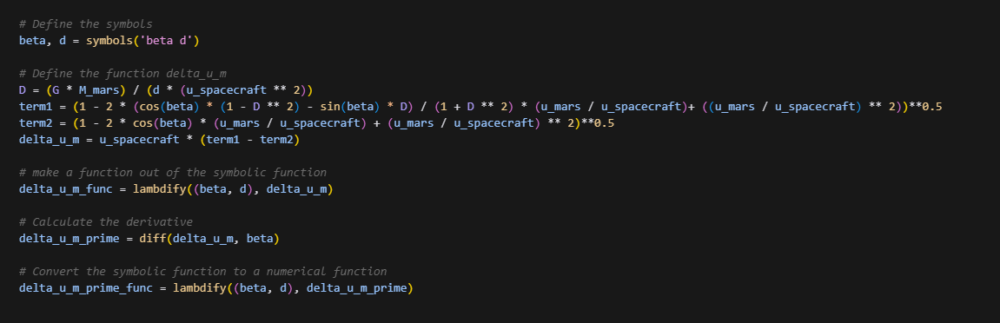 # Define the symbols
beta, d = symbols('beta d')
# Define the function delta_u_m
D = (G * M_mars) / (d * (u_spacecraft ** 2))
term1 = (1 - 2 * (cos(beta) * (1 - D ** 2) - sin(beta) * D) / (1 + D ** 2) * (u_mars / u_spacecraft)+ ((u_mars / u_spacecraft) ** 2))**0.5
term2 = (1 - 2 * cos(beta) * (u_mars / u_spacecraft) + (u_mars / u_spacecraft) ** 2)**0.5
delta_u_m = u_spacecraft * (term1 - term2)
# make a function out of the symbolic function
delta_u_m_func = lambdify((beta, d), delta_u_m)
# Calculate the derivative
delta_u_m_prime = diff(delta_u_m, beta)
# Convert the symbolic function to a numerical function
delta_u_m_prime_func = lambdify((beta, d), delta_u_m_prime)